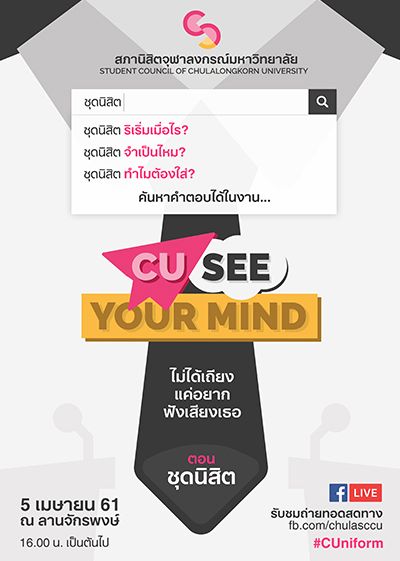 สภานิสิตจุฬาลงกรณ์มหาวิทยาลัย
STUDENT COUNCIL OF CHULALONGKORN UNIVERSITY
ชุดนิสิต
ชุดนิสิต ริเริ่มเมื่อไร?
ชุดนิสิต จำเป็นไหม?
ชุดนิสิต ทำไมต้องใส่?
ค้นหาคำตอบได้ในงาน...
CU SEE
YOUR MIND
ไม่ได้เถียง
แค่อยาก
ฟังเสียงเธอ
ตอน
ชุดนิสิต
5 เมษายน 61
ณ ลานจักรพงษ์
16.00 น. เป็นต้นไป
f LIVE
รับชมถ่ายทอดสดทาง
fb.com/chulasccu
#CUniform